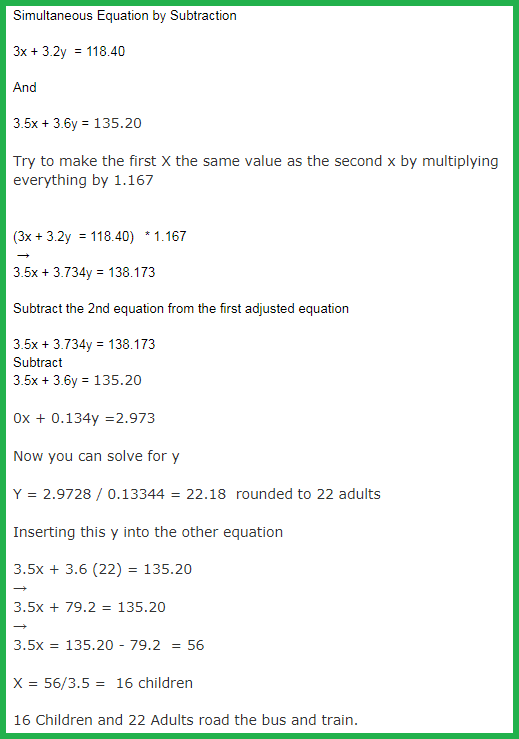 Simultaneous Equation by Subtraction
3x + 3.2y  = 118.40
And
3.5x + 3.6y = 135.20
Try to make the first X the same value as the second x by multiplying
everything by 1.167
(3x + 3.2y  = 118.40)   * 1.167
→
3.5x + 3.734y = 138.173
Subtract the 2nd equation from the first adjusted equation
3.5x + 3.734y = 138.173
Subtract
3.5x + 3.6y = 135.20
0x + 0.134y =2.973
Now you can solve for y
Y = 2.9728 / 0.13344 = 22.18  rounded to 22 adults
Inserting this y into the other equation
3.5x + 3.6 (22) = 135.20
→
3.5x + 79.2 = 135.20
→
3.5x = 135.20 - 79.2  = 56
X = 56/3.5 =  16 children
16 Children and 22 Adults road the bus and train.